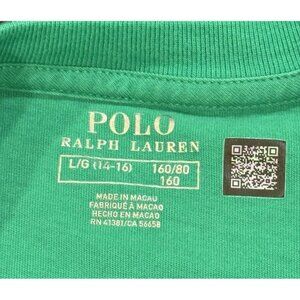 POLO
RALPH LAUREN
L/G (14-16) 160/80
160
MADE IN MACAU
FABRIQUÉ A MACAO
HECHO EN MACAO
RN 41381/CA 56658